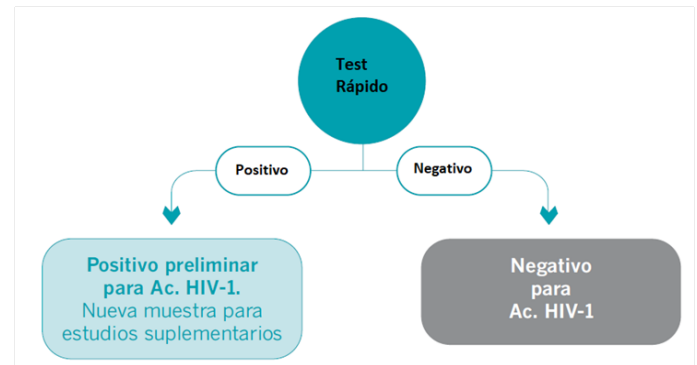 Test
Rápido
Positivo
Negativo
Positivo preliminar
para Ac. HIV-1.
Nueva muestra para
estudios suplementarios
Negativo
para
Ac. HIV-1